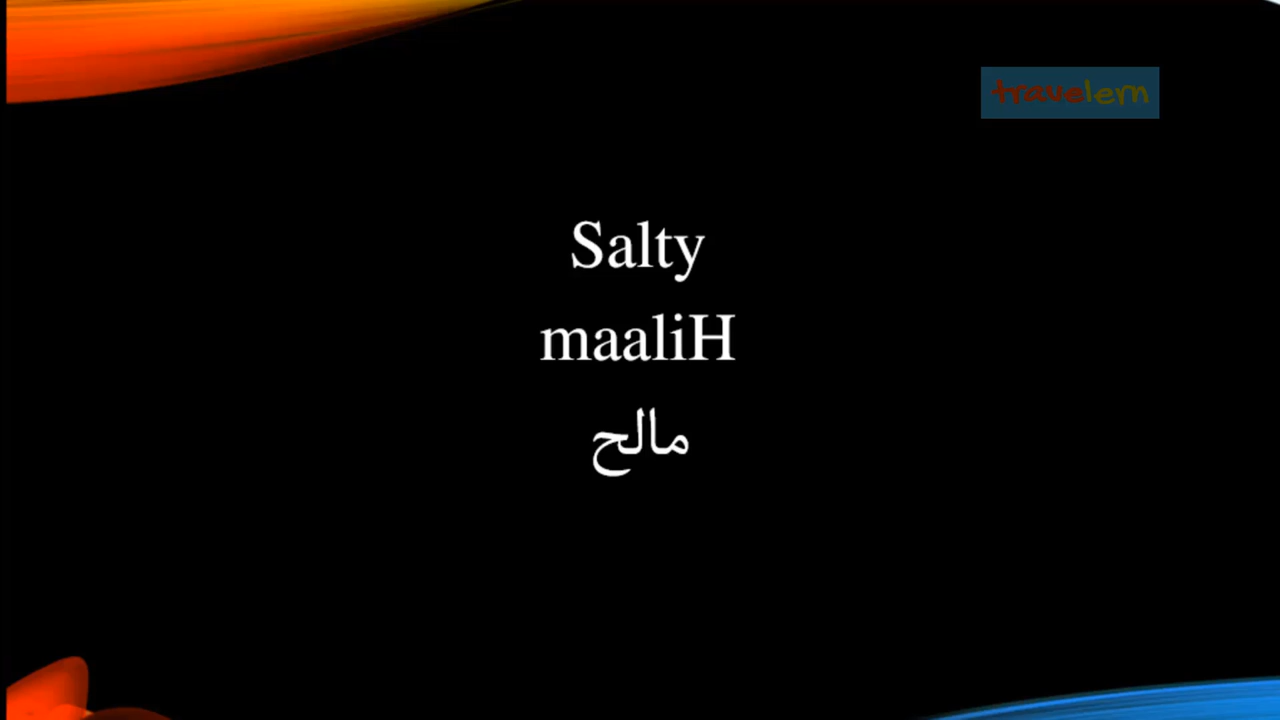 travelern
Salty
maaliH
مالح